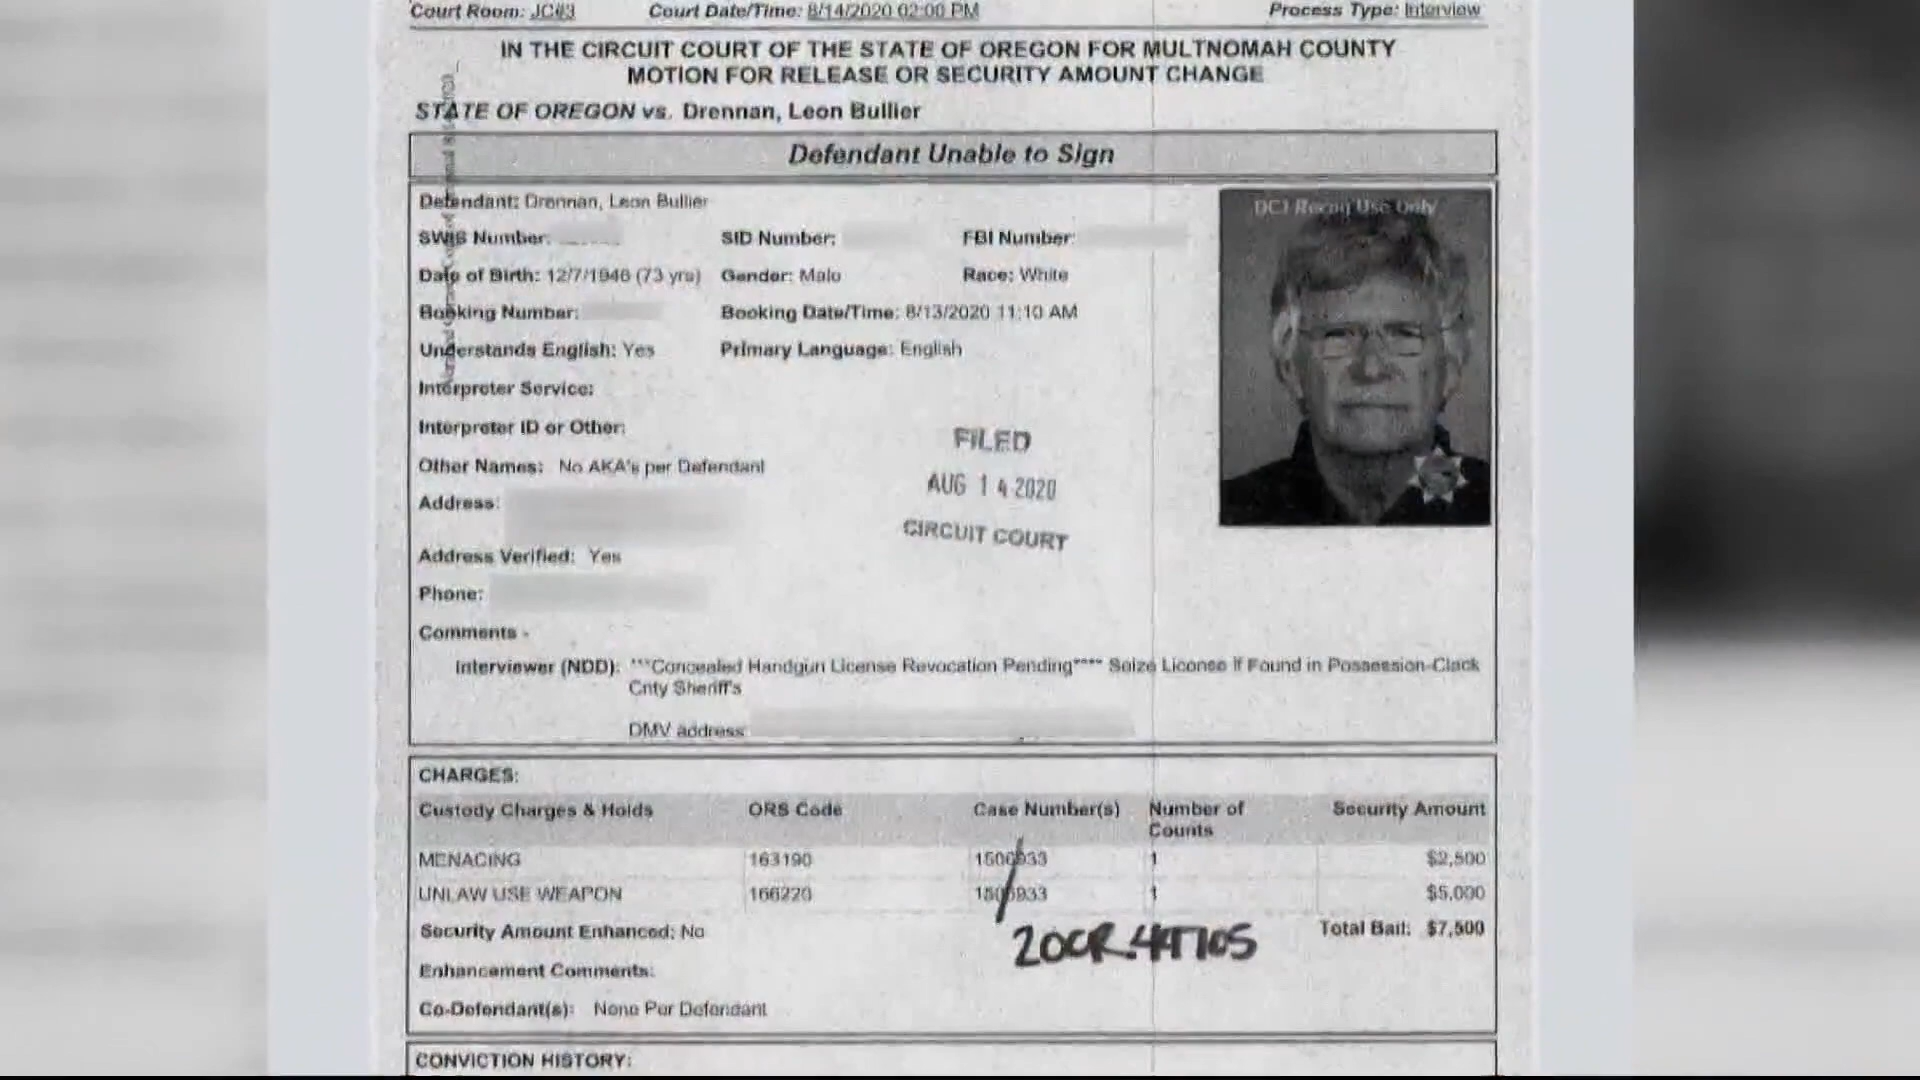 Court Room: JC#3 Court Date/Time: 8/14/2020 02:00 PM Process Type: Interview
IN THE CIRCUIT COURT OF THE STATE OF OREGON FOR MULTNOMAH COUNTY
MOTION FOR RELEASE OR SECURITY AMOUNT CHANGE
STATE OF OREGON vs. Drennan, Leon Bullier
Defendant Unable to Sign
Defendant: Drennan, Leon Bullier
DCJ Recog Use Only
SWIS Number: SID Number: FBI Number:
Date of Birth: 12/7/1946 (73 yrs) Gender: Male Race: White
Booking Number: Booking Date/Time: 8/13/2020 11:10 AM
Understands English: Yes Primary Language: English
Interpreter Service:
Interpreter ID or Other:
FILED
Other Names: No AKA's per Defendant
AUG 14 2020
Address:
CIRCUIT COURT
Address Verified: Yes
Phone:
Comments -
Interviewer (NDD): ***Concealed Handgun License Revocation Pending**** Seize License if Found in Possession-Clack
Cnty Sheriff's
DMV address
CHARGES:
Custody Charges & Holds ORS Code Case Number(s) Number of Counts Security Amount
MENACING 163190 1 $2,500
UNLAW USE WEAPON 166220 1 $5,000
Security Amount Enhanced: No Total Bail: $7,500
Enhancement Comments:
Co-Defendant(s): None Per Defendant
CONVICTION HISTORY: